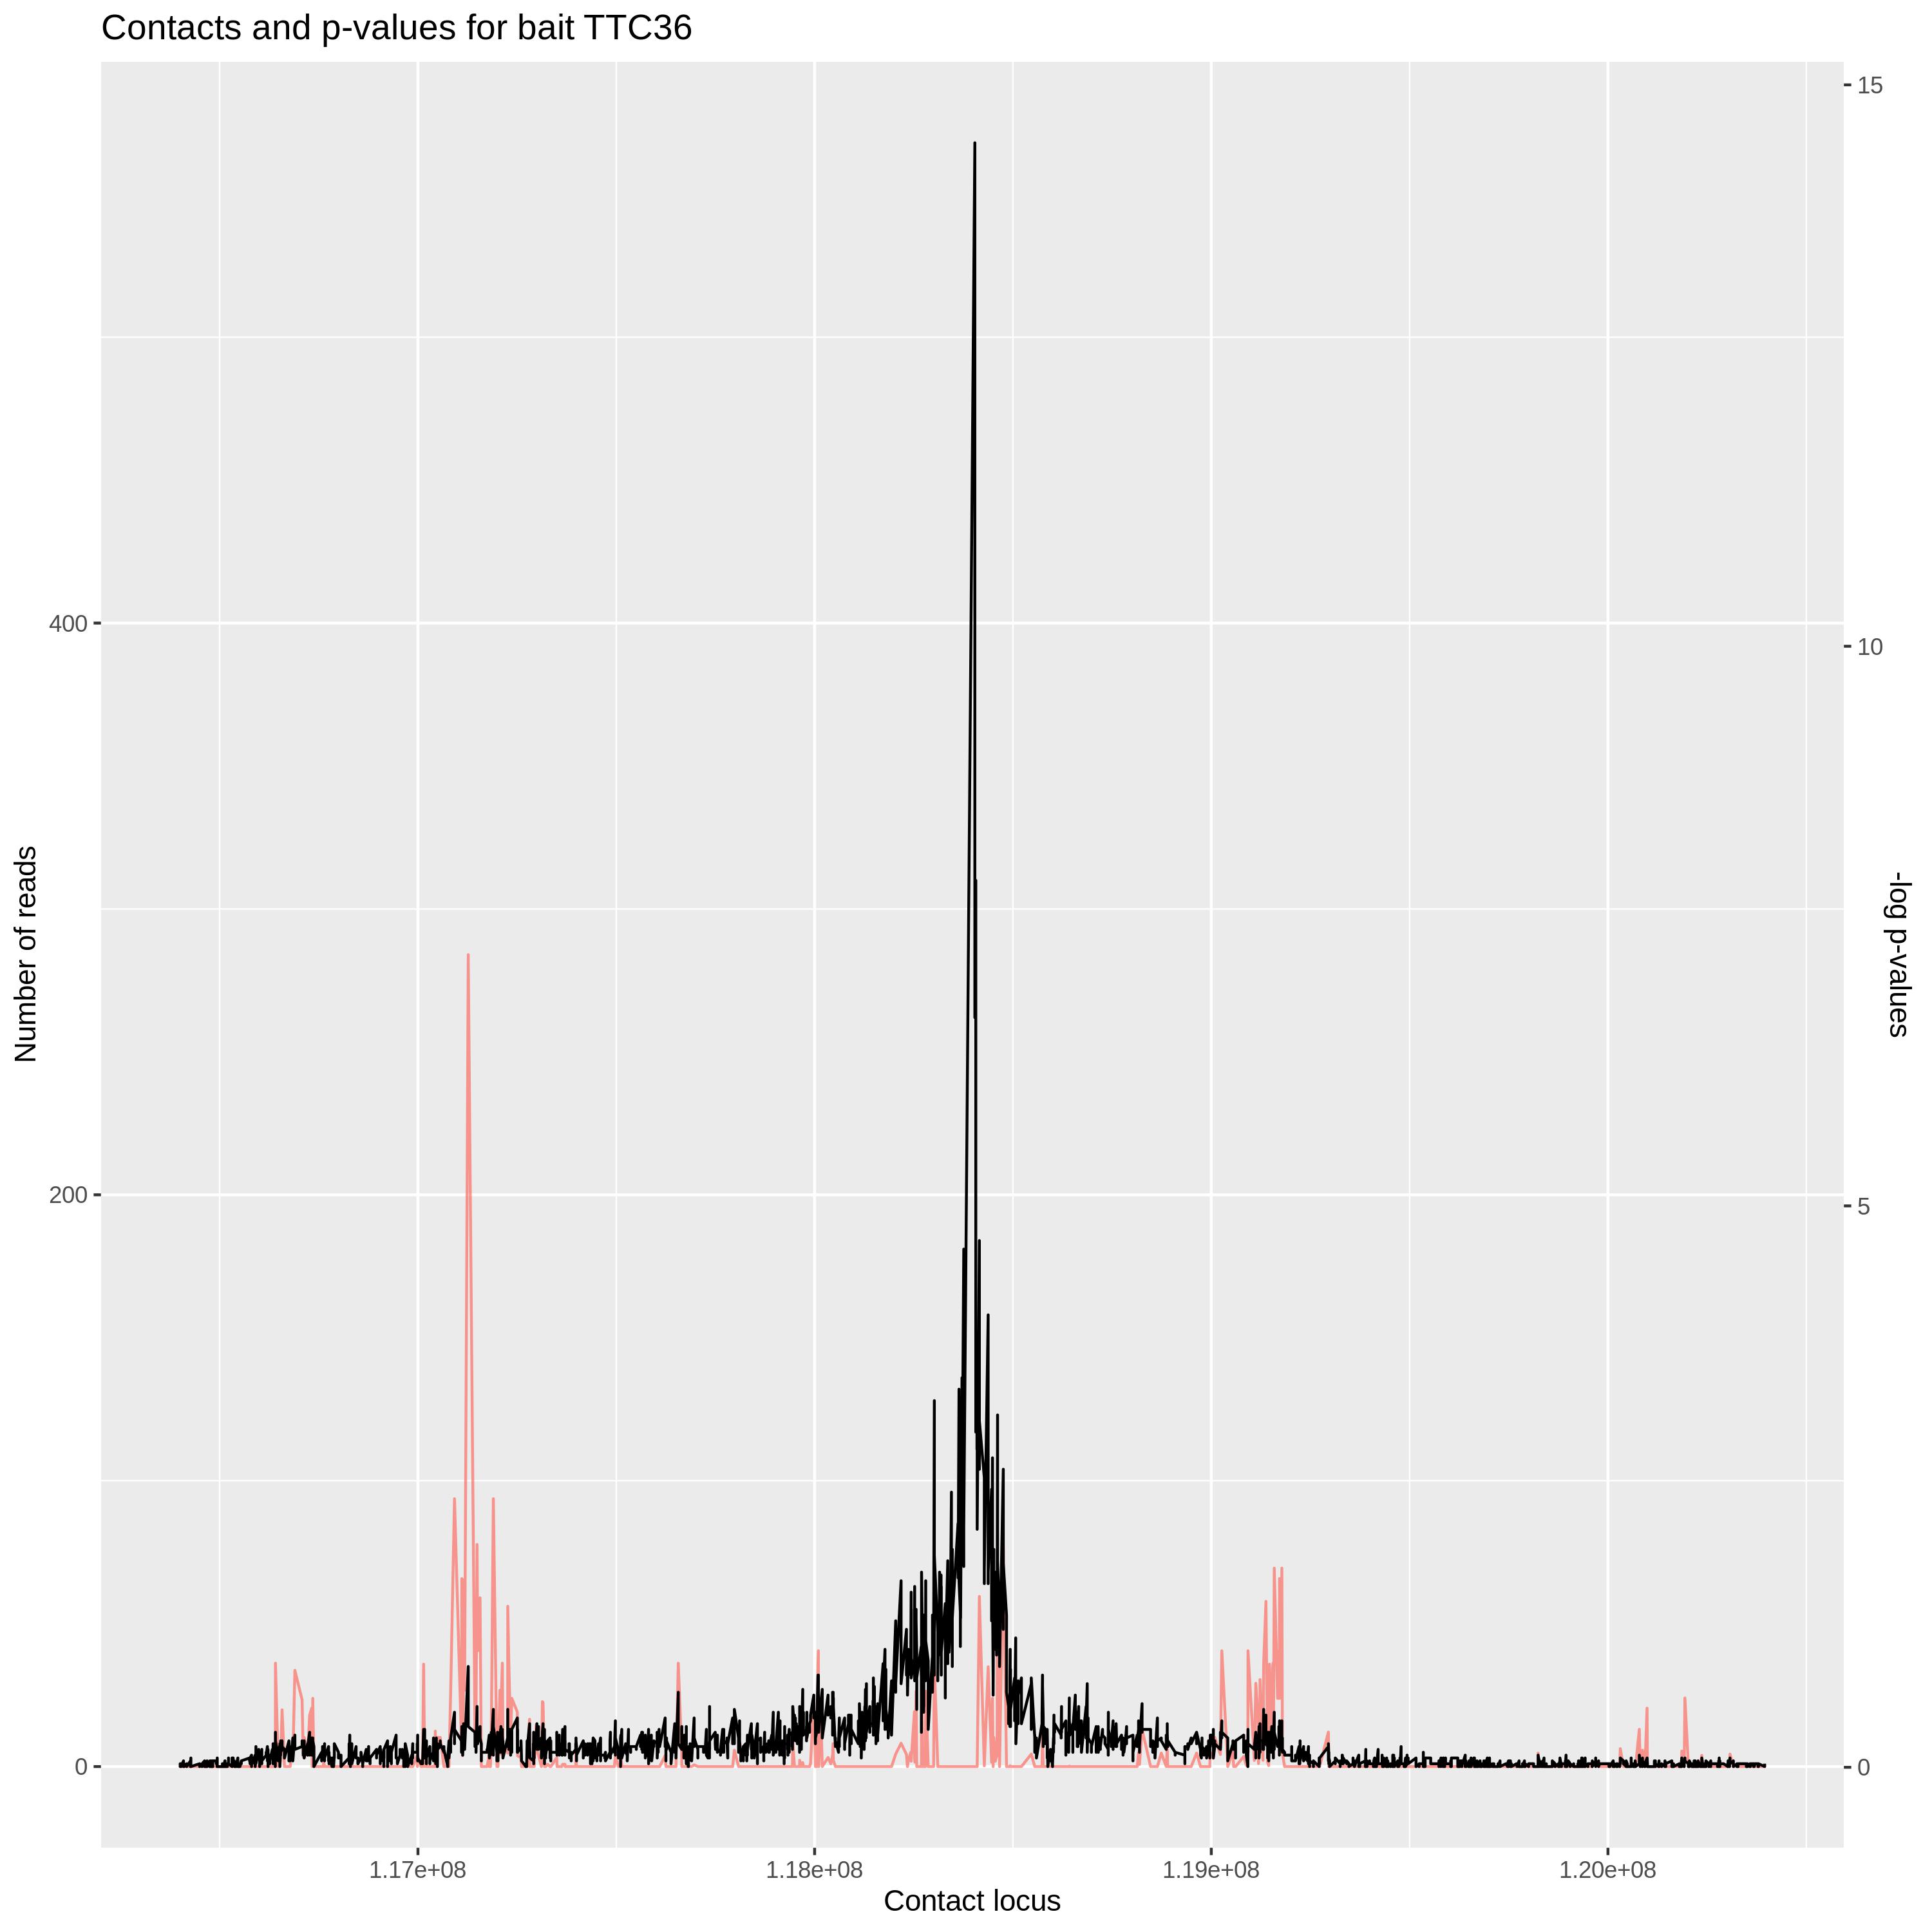 Contacts and p-values for bait TTC36
15
400
10
Number of reads
-log p-values
200
5
0
0
1.17e+08
1.18e+08
1.19e+08
1.20e+08
Contact locus